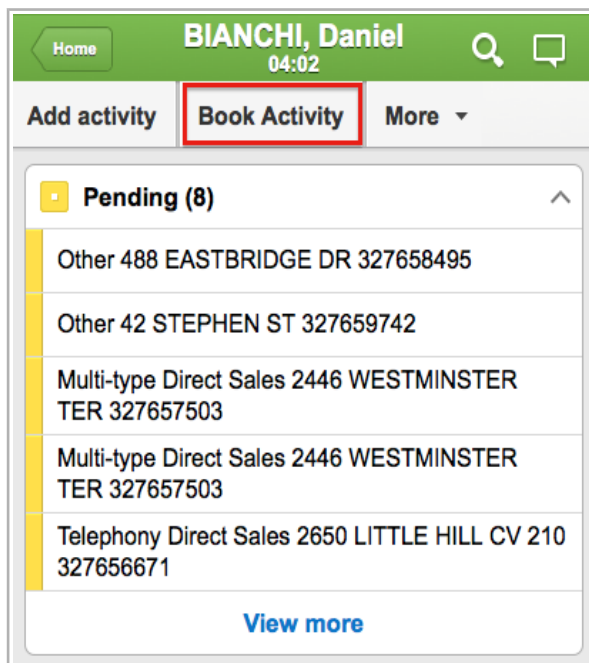 Home
BIANCHI, Daniel
04:02
Add activity
Book Activity
More
Pending (8)
Other 488 EASTBRIDGE DR 327658495
Other 42 STEPHEN ST 327659742
Multi-type Direct Sales 2446 WESTMINSTER
TER 327657503
Multi-type Direct Sales 2446 WESTMINSTER
TER 327657503
Telephony Direct Sales 2650 LITTLE HILL CV 210
327656671
View more